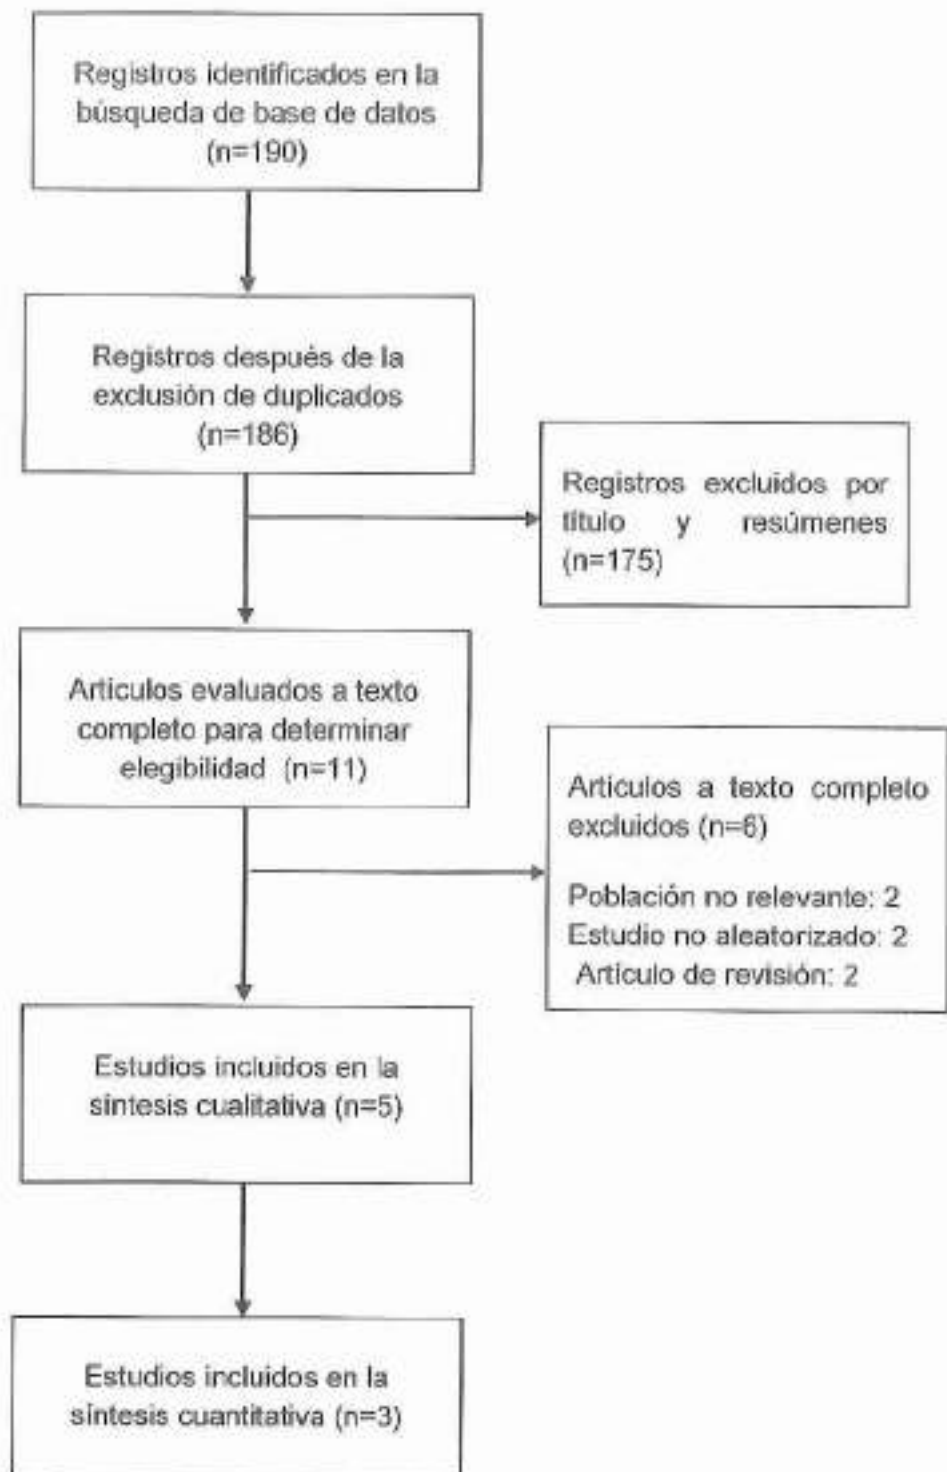 Registros identificados en la
búsqueda de base de datos
(n=190)
Registros después de la
exclusión de duplicados
(n=186)
Registros excluidos por
título y resúmenes
(n=175)
Artículos evaluados a texto
completo para determinar
elegibilidad (n=11)
Artículos a texto completo
excluidos (n=6)
Población no relevante: 2
Estudio no aleatorizado: 2
Artículo de revisión: 2
Estudios incluidos en la
síntesis cualitativa (n=5)
Estudios incluidos en la
síntesis cuantitativa (n=3)